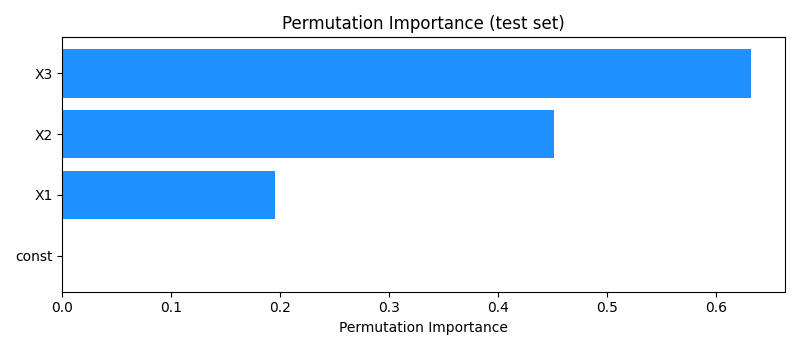 Permutation Importance (test set)
X3
X2
X1
const
0.0 0.1 0.2 0.3 0.4 0.5 0.6
Permutation Importance